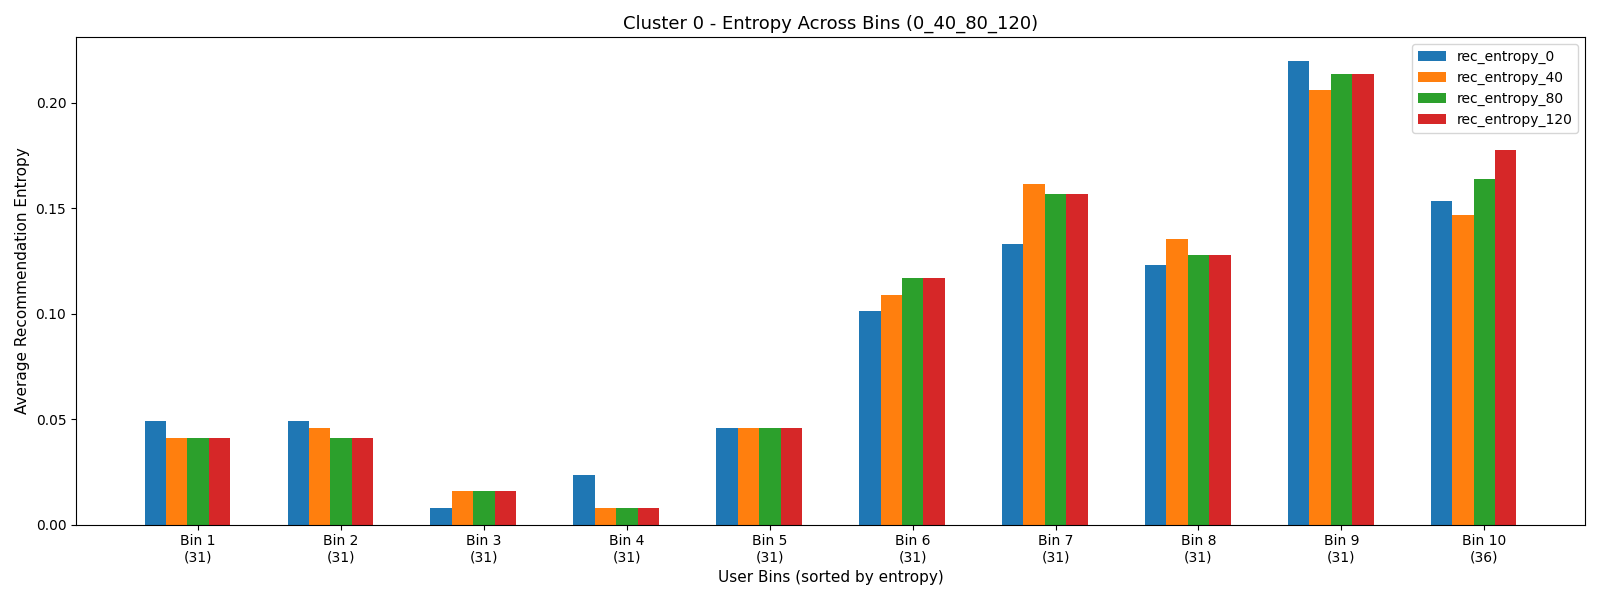 Cluster 0 - Entropy Across Bins (0_40_80_120)
rec_entropy_0
rec_entropy_40
rec_entropy_80
rec_entropy_120
Average Recommendation Entropy
0.20
0.15
0.10
0.05
0.00
Bin 1 Bin 2 Bin 3 Bin 4 Bin 5 Bin 6 Bin 7 Bin 8 Bin 9 Bin 10
(31) (31) (31) (31) (31) (31) (31) (31) (31) (36)
User Bins (sorted by entropy)